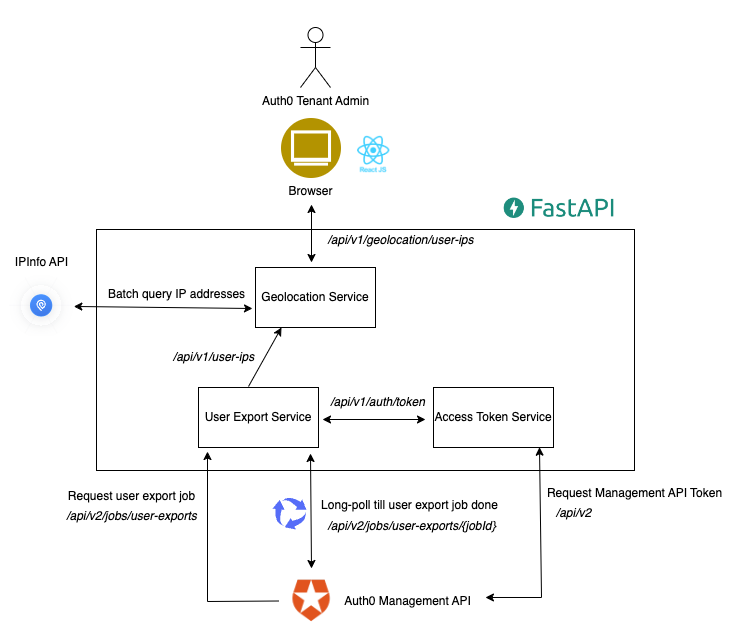 Auth0 Tenant Admin
React JS
Browser
FastAPI
/api/v1/geolocation/user-ips
IPInfo API
Batch query IP addresses
Geolocation Service
/api/v1/user-ips
/api/v1/auth/token
User Export Service
Access Token Service
Request user export job
/api/v2/jobs/user-exports
Long-poll till user export job done
/api/v2/jobs/user-exports/{jobId}
Request Management API Token
/api/v2
Auth0 Management API